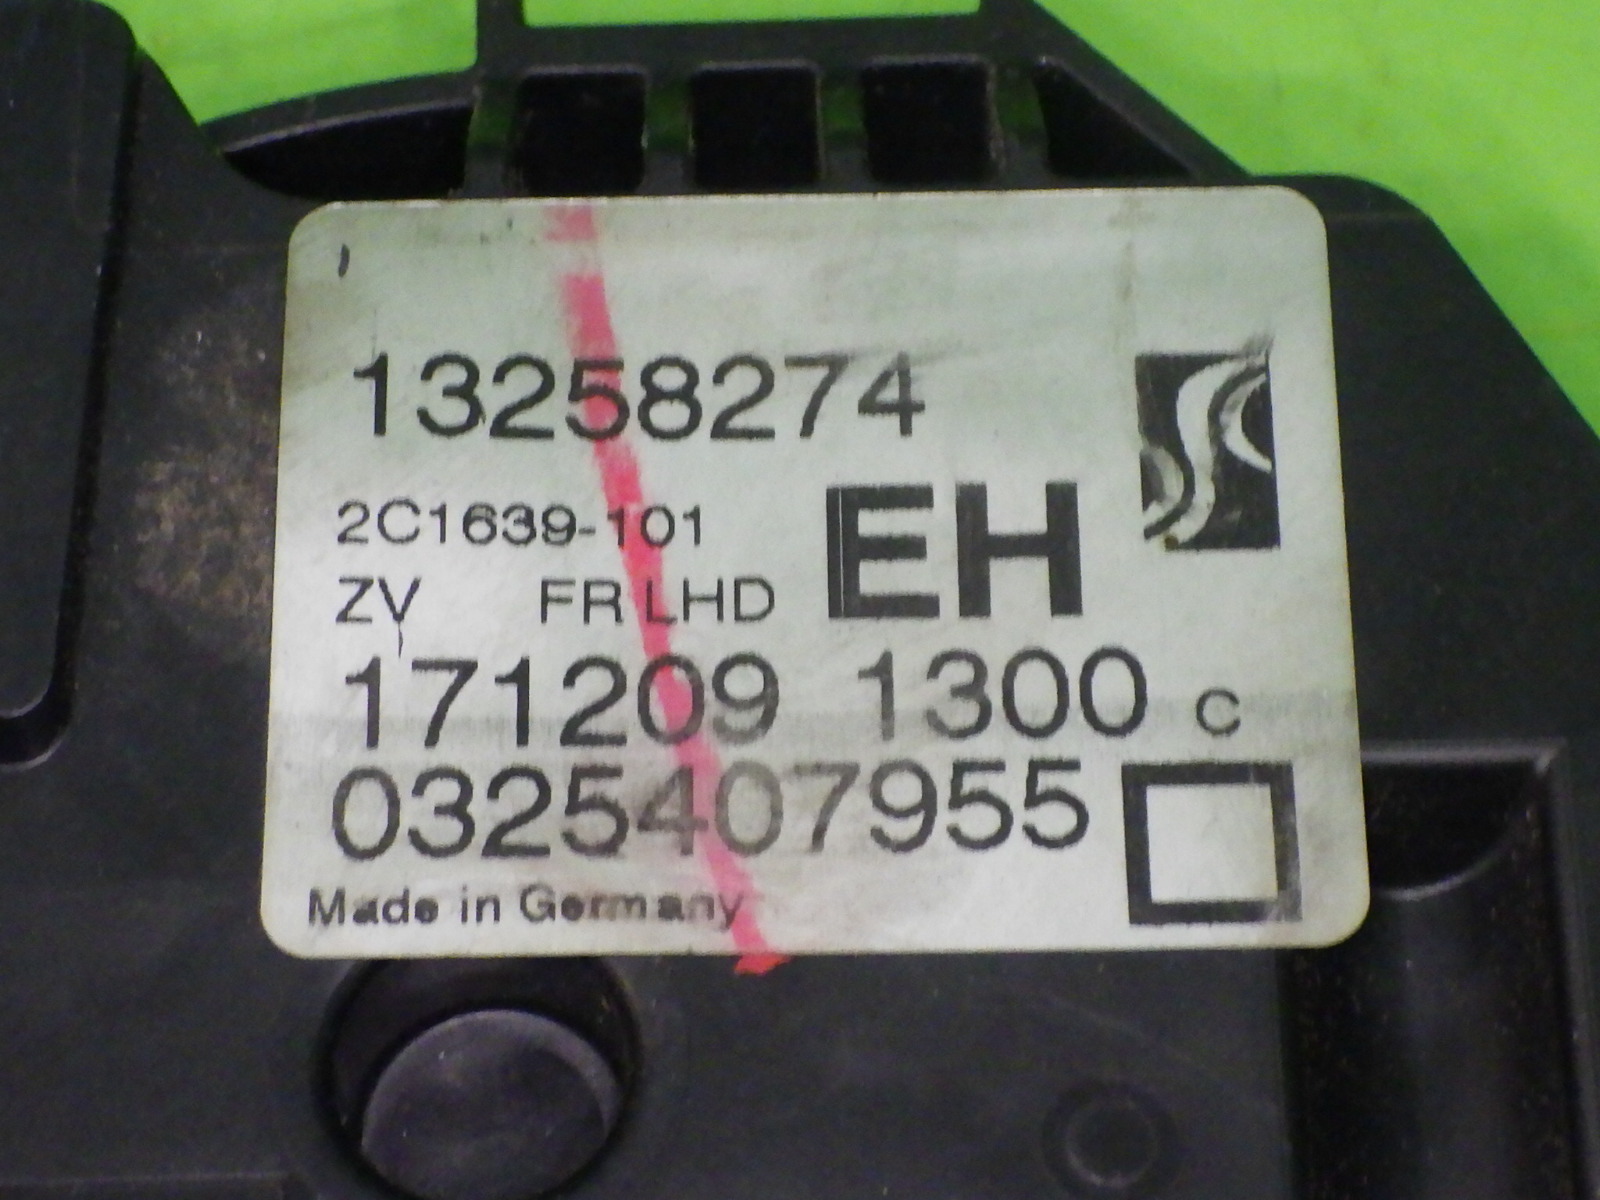 13258274
2C1639-101
EH
ZV FR LHD
171209 1300 c
0325407955
Made in Germany